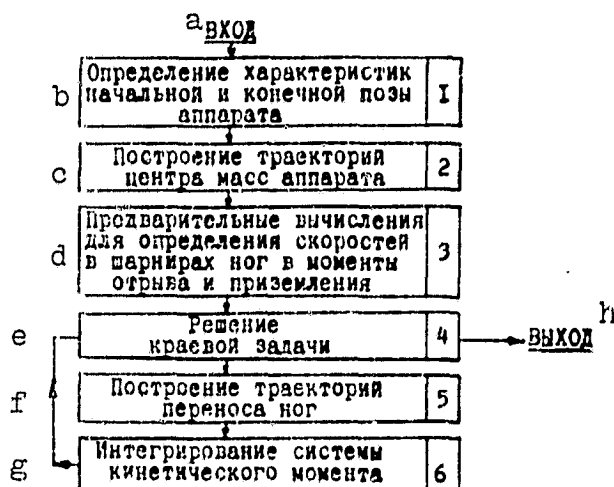 a ВХОД
b Определение характеристик начальной и конечной позы аппарата 1
c Построение траекторий центра масс аппарата 2
d Предварительные вычисления для определения скоростей в шарнирах ног в моменты отрыва и приземления 3
e Решение краевой задачи 4
h ВЫХОД
f Построение траекторий переноса ног 5
g Интегрирование системы кинетического момента 6